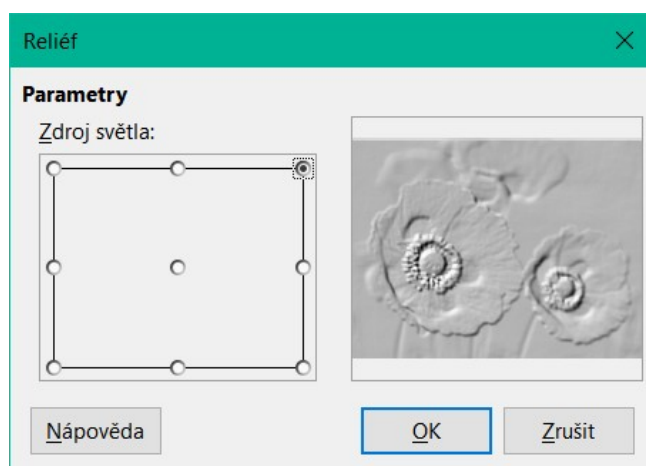 Reliéf
Parametry
Zdroj světla:
Nápověda
OK
Zrušit